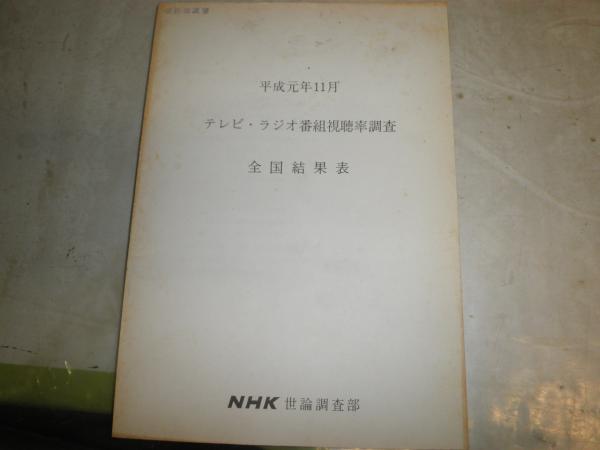 平成元年11月
テレビ・ラジオ番組視聴率調査
全国結果表
NHK 世論調査部